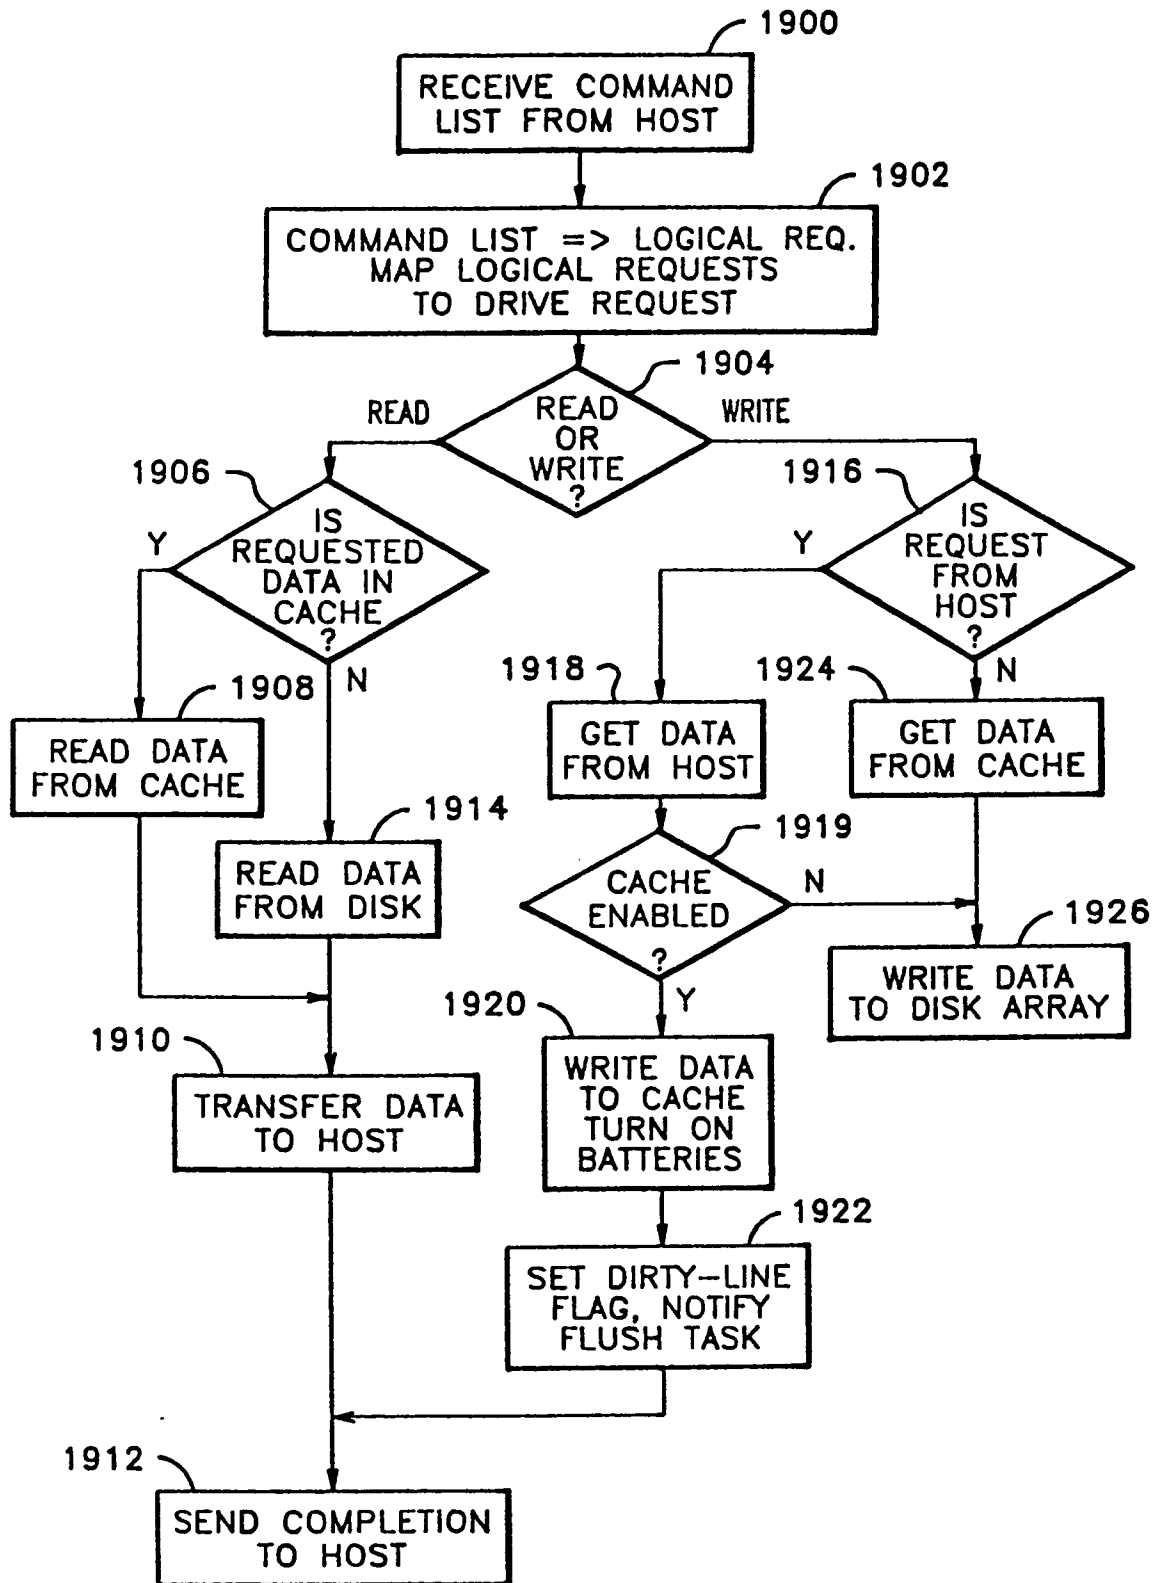 1900
RECEIVE COMMAND
LIST FROM HOST
1902
COMMAND LIST => LOGICAL REQ.
MAP LOGICAL REQUESTS
TO DRIVE REQUEST
1904
READ
OR
WRITE
?
READ
WRITE
1906
IS
REQUESTED
DATA IN
CACHE
?
Y
N
1916
IS
REQUEST
FROM
HOST
?
Y
N
1908
READ DATA
FROM CACHE
1918
GET DATA
FROM HOST
1924
GET DATA
FROM CACHE
1914
READ DATA
FROM DISK
1919
CACHE
ENABLED
?
N
Y
1926
WRITE DATA
TO DISK ARRAY
1910
TRANSFER DATA
TO HOST
1920
WRITE DATA
TO CACHE
TURN ON
BATTERIES
1922
SET DIRTY-LINE
FLAG, NOTIFY
FLUSH TASK
1912
SEND COMPLETION
TO HOST